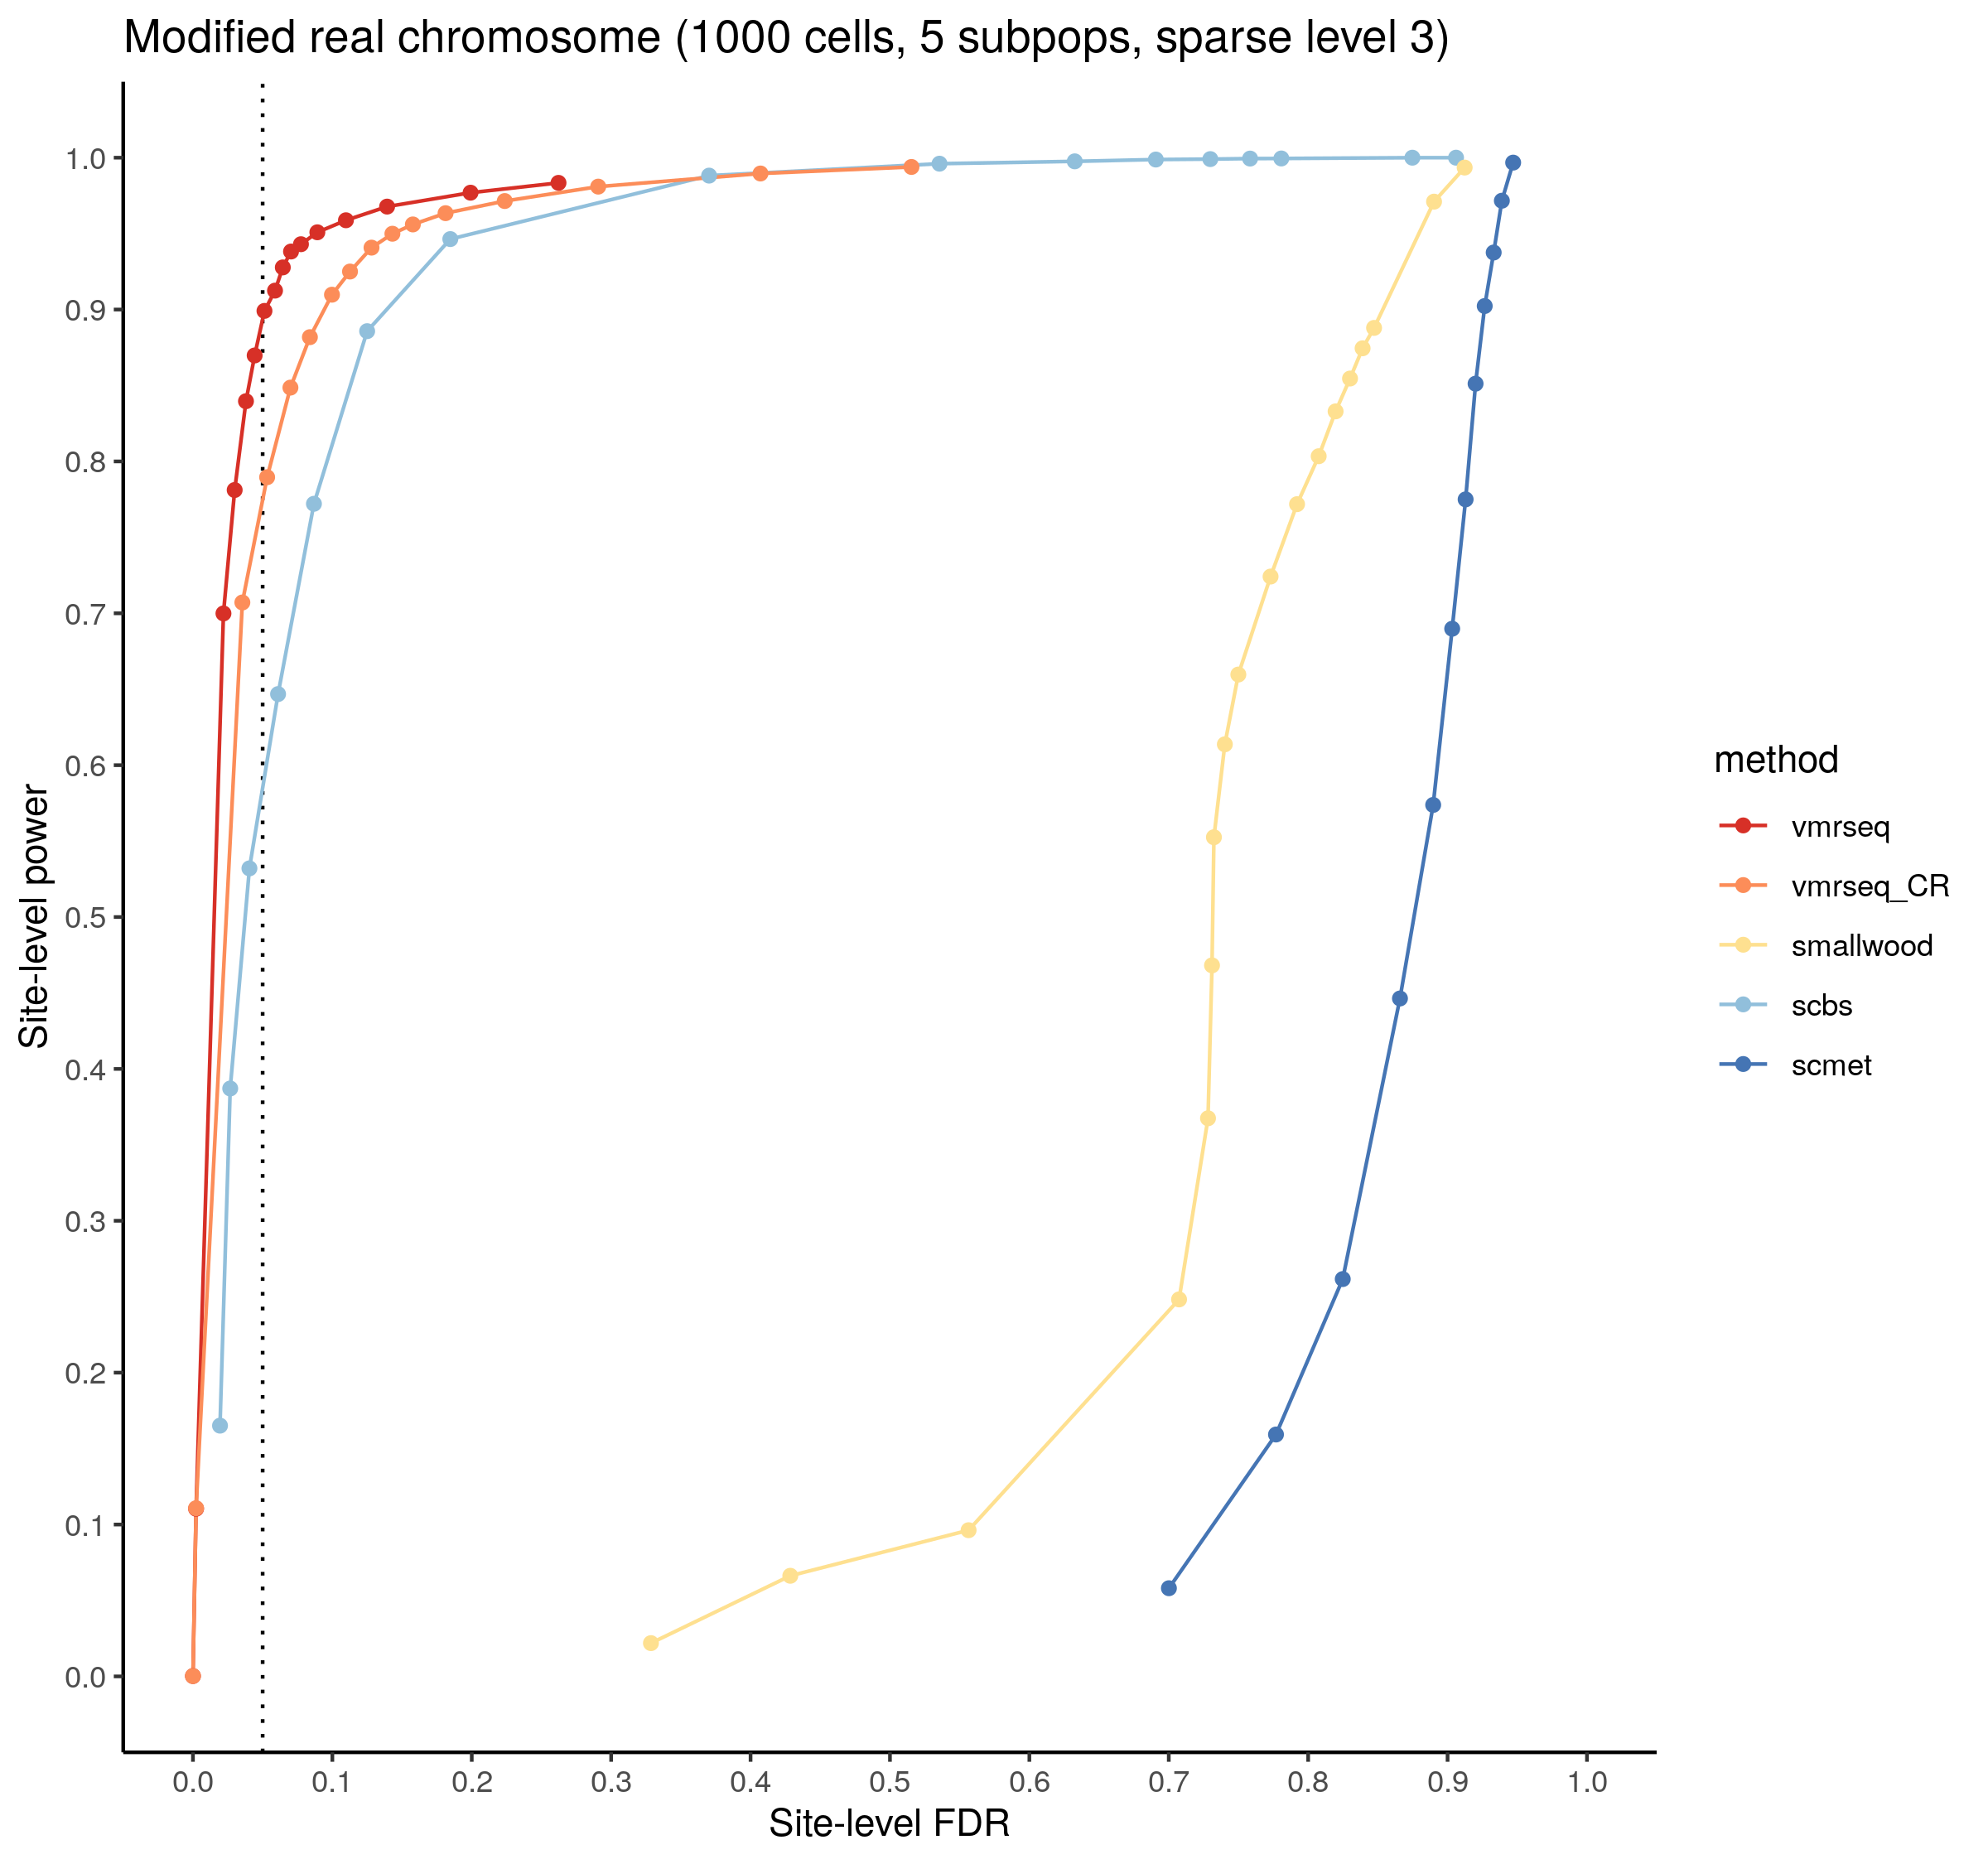 Modified real chromosome (1000 cells, 5 subpops, sparse level 3)
Site-level power
1.0
0.9
0.8
0.7
0.6
0.5
0.4
0.3
0.2
0.1
0.0
0.0 0.1 0.2 0.3 0.4 0.5 0.6 0.7 0.8 0.9 1.0
Site-level FDR
method
vmrseq
vmrseq_CR
smallwood
scbs
scmet